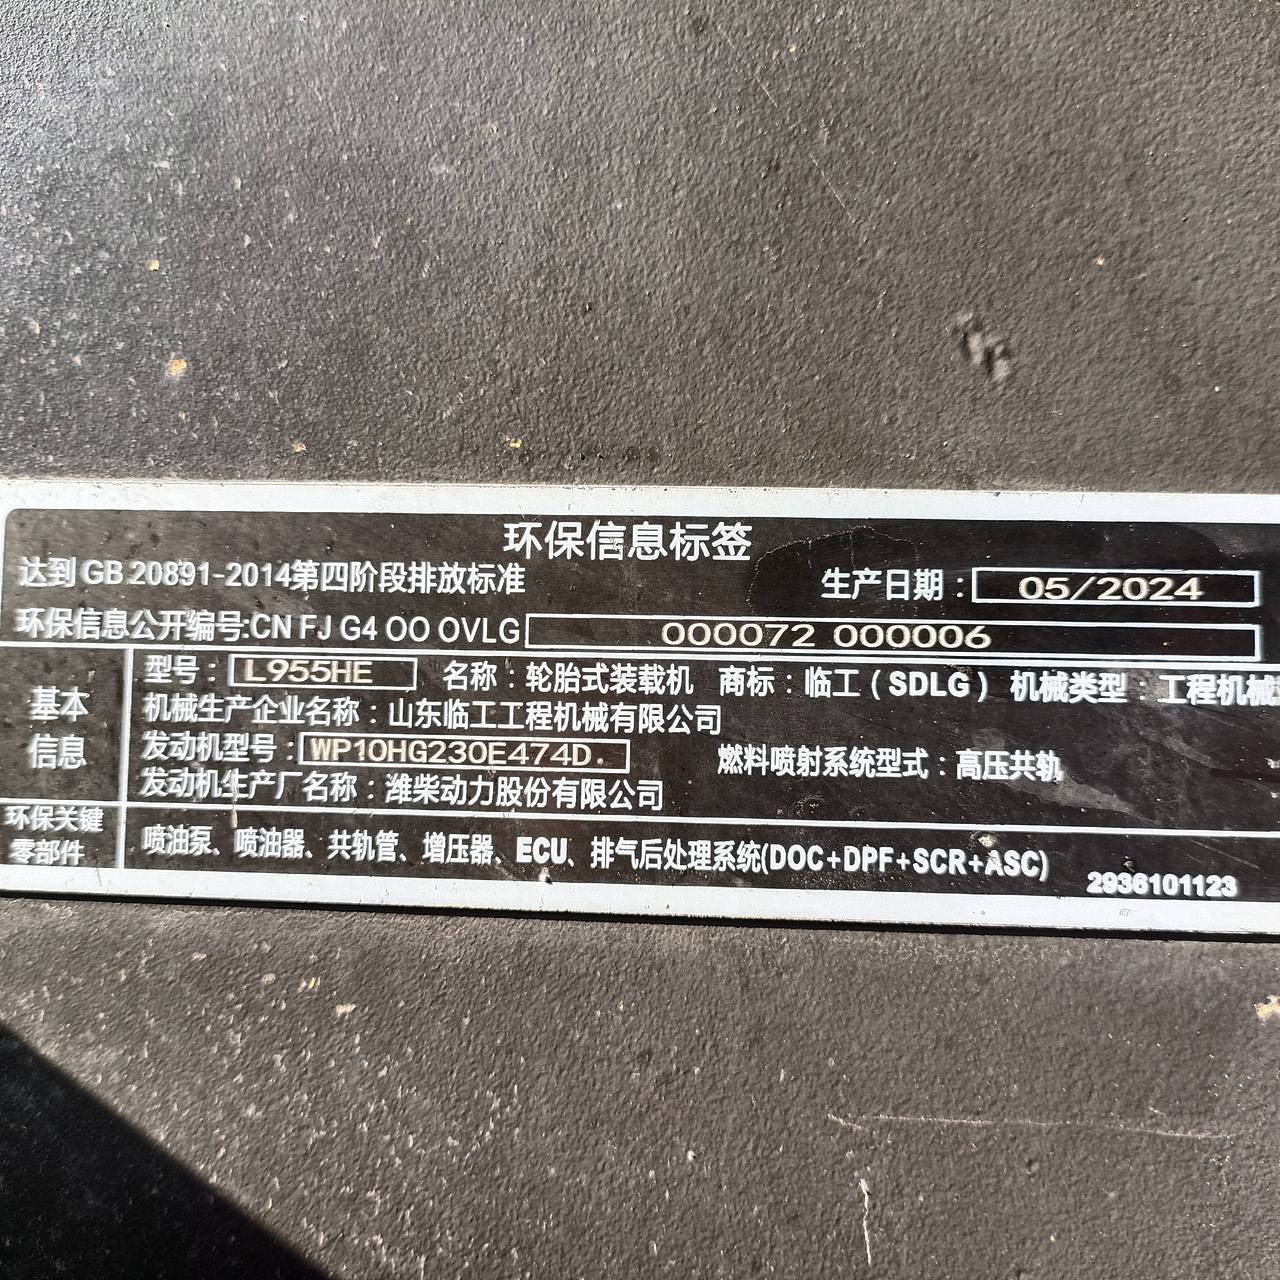 环保信息标签
达到 GB 20891-2014第四阶段排放标准 生产日期：05/2024
环保信息公开编号:CN FJ G4 OO OVLG 000072 000006
基本信息
型号：L955HE 名称：轮胎式装载机 商标：临工（SDLG） 机械类型：工程机械
机械生产企业名称：山东临工工程机械有限公司
发动机型号：WP10HG230E474D. 燃料喷射系统型式：高压共轨
发动机生产厂名称：潍柴动力股份有限公司
环保关键零部件
喷油泵、喷油器、共轨管、增压器、ECU、排气后处理系统(DOC+DPF+SCR+ASC)
2936101123